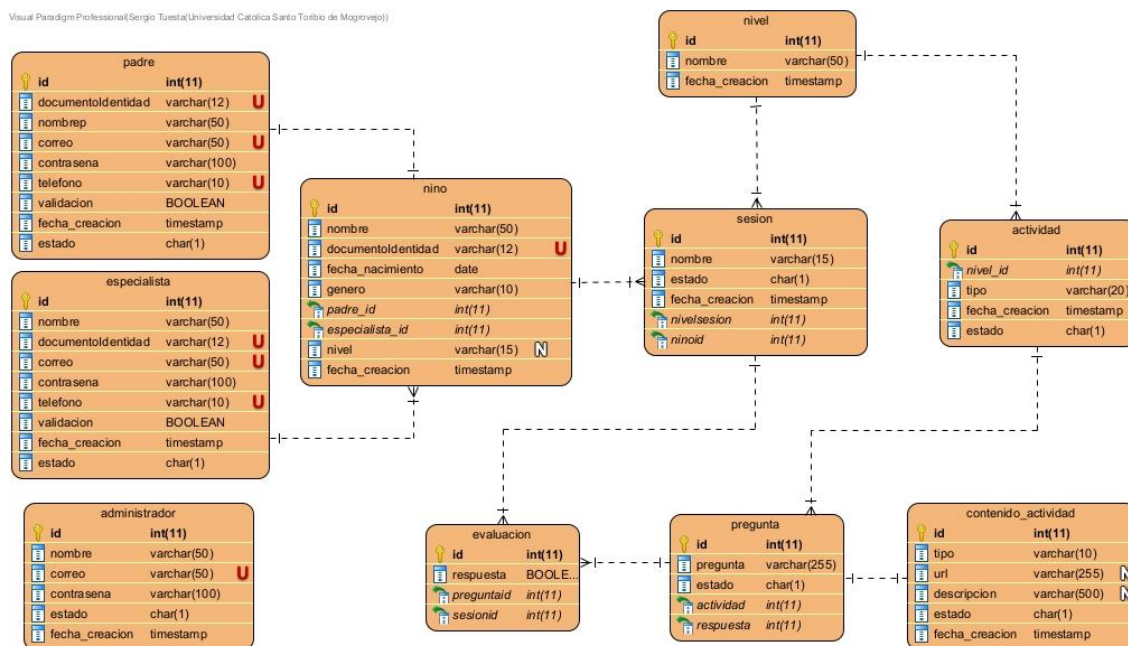 Visual Paradigm Professional(Sergio Tuesta(Universidad Catolica Santo Toribio de Mogrovejo))
padre
id int(11)
documentoIdentidad varchar(12) U
nombrep varchar(50)
correo varchar(50) U
contrasena varchar(100)
telefono varchar(10) U
validacion BOOLEAN
fecha_creacion timestamp
estado char(1)
especialista
id int(11)
nombre varchar(50)
documentoIdentidad varchar(12) U
correo varchar(50) U
contrasena varchar(100)
telefono varchar(10) U
validacion BOOLEAN
fecha_creacion timestamp
estado char(1)
administrador
id int(11)
nombre varchar(50)
correo varchar(50) U
contrasena varchar(100)
estado char(1)
fecha_creacion timestamp
nino
id int(11)
nombre varchar(50)
documentoIdentidad varchar(12) U
fecha_nacimiento date
genero varchar(10)
padre_id int(11)
especialista_id int(11)
nivel varchar(15) N
fecha_creacion timestamp
nivel
id int(11)
nombre varchar(50)
fecha_creacion timestamp
sesion
id int(11)
nombre varchar(15)
estado char(1)
fecha_creacion timestamp
nivelsesion int(11)
ninoid int(11)
actividad
id int(11)
nivel_id int(11)
tipo varchar(20)
fecha_creacion timestamp
estado char(1)
evaluacion
id int(11)
respuesta BOOLE...
preguntaid int(11)
sesionid int(11)
pregunta
id int(11)
pregunta varchar(255)
estado char(1)
actividad int(11)
respuesta int(11)
contenido_actividad
id int(11)
tipo varchar(10)
url varchar(255) N
descripcion varchar(500) N
estado char(1)
fecha_creacion timestamp